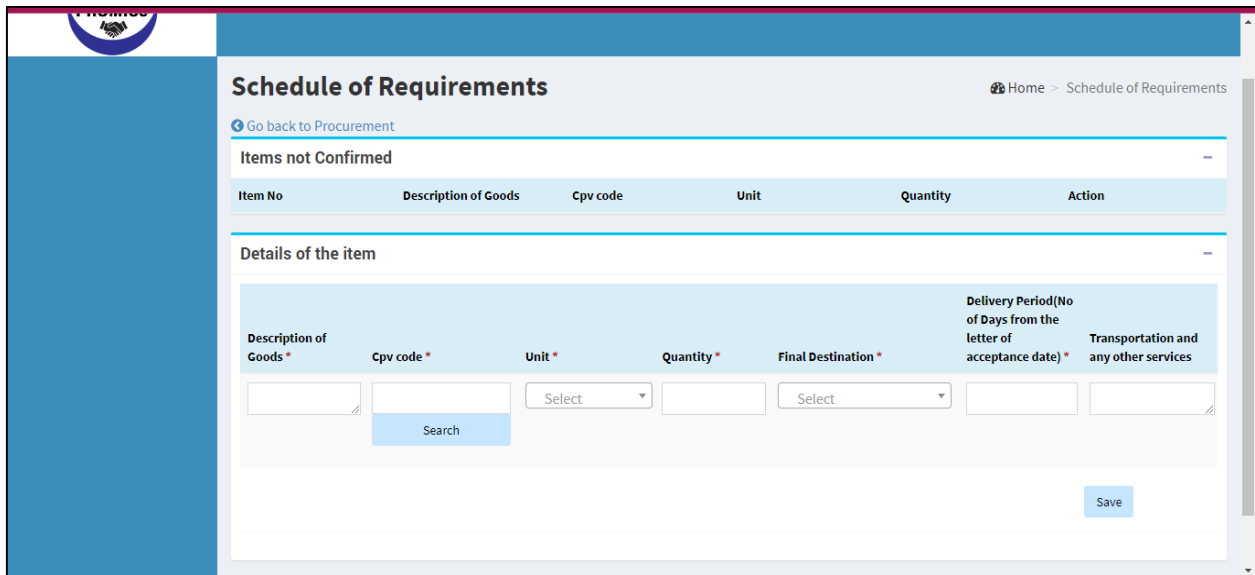 Schedule of Requirements
Home > Schedule of Requirements
Go back to Procurement
Items not Confirmed
Item No Description of Goods Cpv code Unit Quantity Action
Details of the item
Description of Goods * Cpv code * Unit * Quantity * Final Destination * Delivery Period(No of Days from the letter of acceptance date) * Transportation and any other services
Select Select
Search
Save